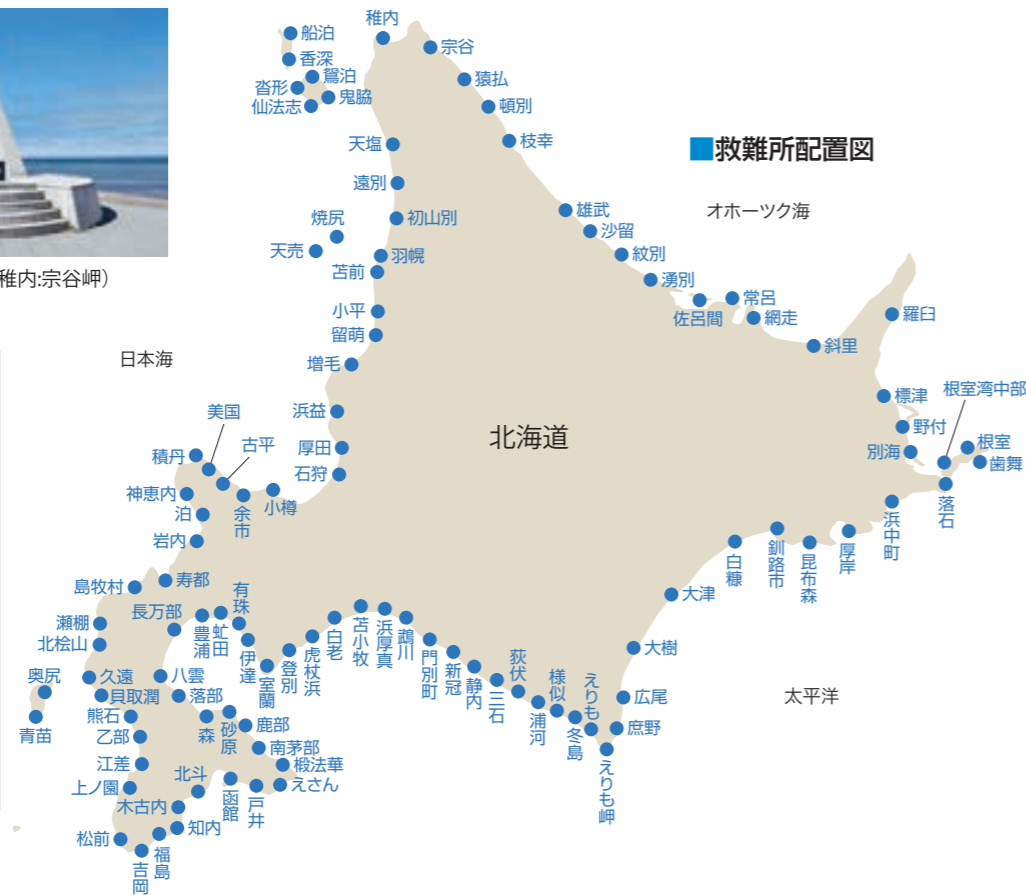 船泊
香深
鴛泊
沓形
鬼脇
仙法志
稚内
宗谷
猿払
頓別
枝幸
■救難所配置図
天塩
遠別
初山別
焼尻
天売
羽幌
苫前
小平
留萌
増毛
浜益
厚田
石狩
稚内:宗谷岬）
オホーツク海
雄武
沙留
紋別
湧別
佐呂間
常呂
網走
斜里
羅臼
標津
野付
別海
根室湾中部
根室
歯舞
落石
日本海
北海道
太平洋
美国
古平
積丹
神恵内
泊
余市
小樽
岩内
寿都
島牧村
瀬棚
北桧山
奥尻
青苗
久遠
貝取澗
熊石
乙部
江差
上ノ園
松前
吉岡
福島
知内
木古内
北斗
函館
戸井
えさん
椴法華
南茅部
鹿部
砂原
森
落部
八雲
長万部
豊浦
虻田
有珠
伊達
室蘭
登別
虎杖浜
白老
苫小牧
浜厚真
鵡川
門別町
新冠
静内
三石
荻伏
浦河
様似
冬島
えりも
えりも岬
庶野
広尾
大樹
大津
白糠
釧路市
昆布森
厚岸
浜中町